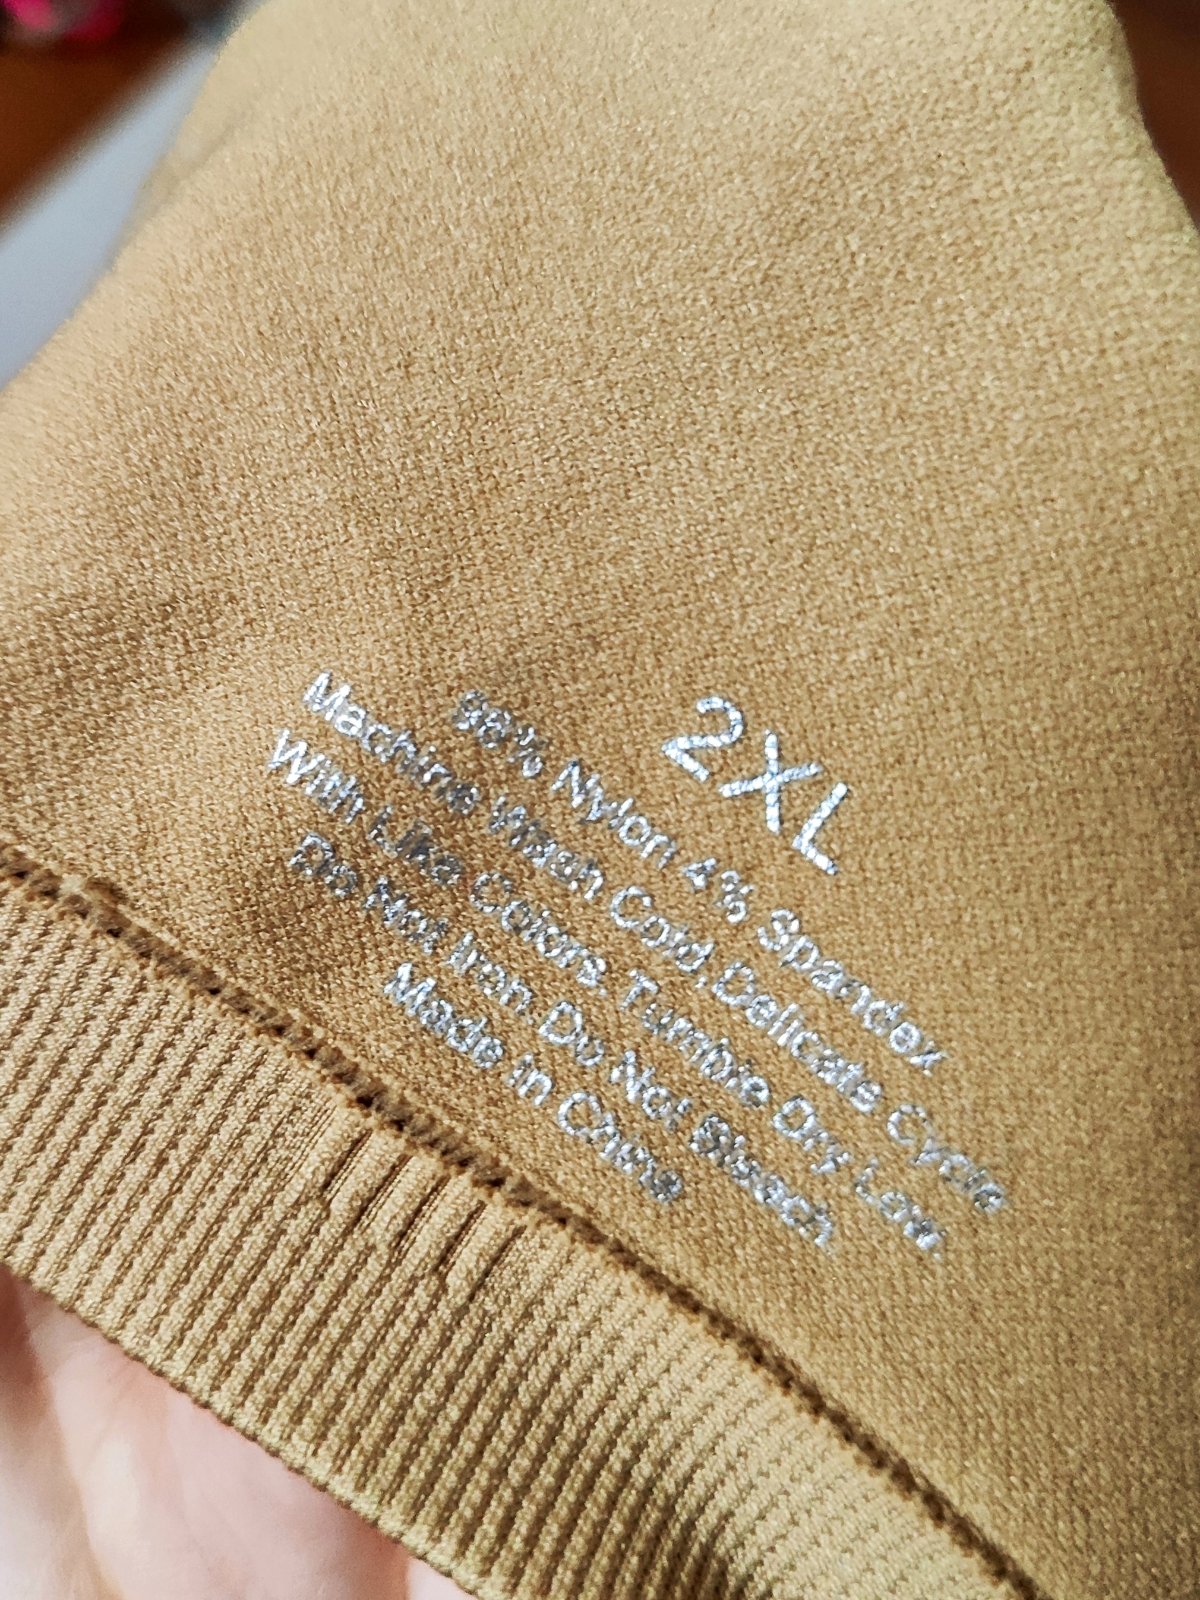 2XL
96% Nylon 4% Spandex
Machine Wash Cold,Delicate Cycle
With Like Colors. Tumble Dry Low.
Do Not Iron Do Not Bleach
Made in China